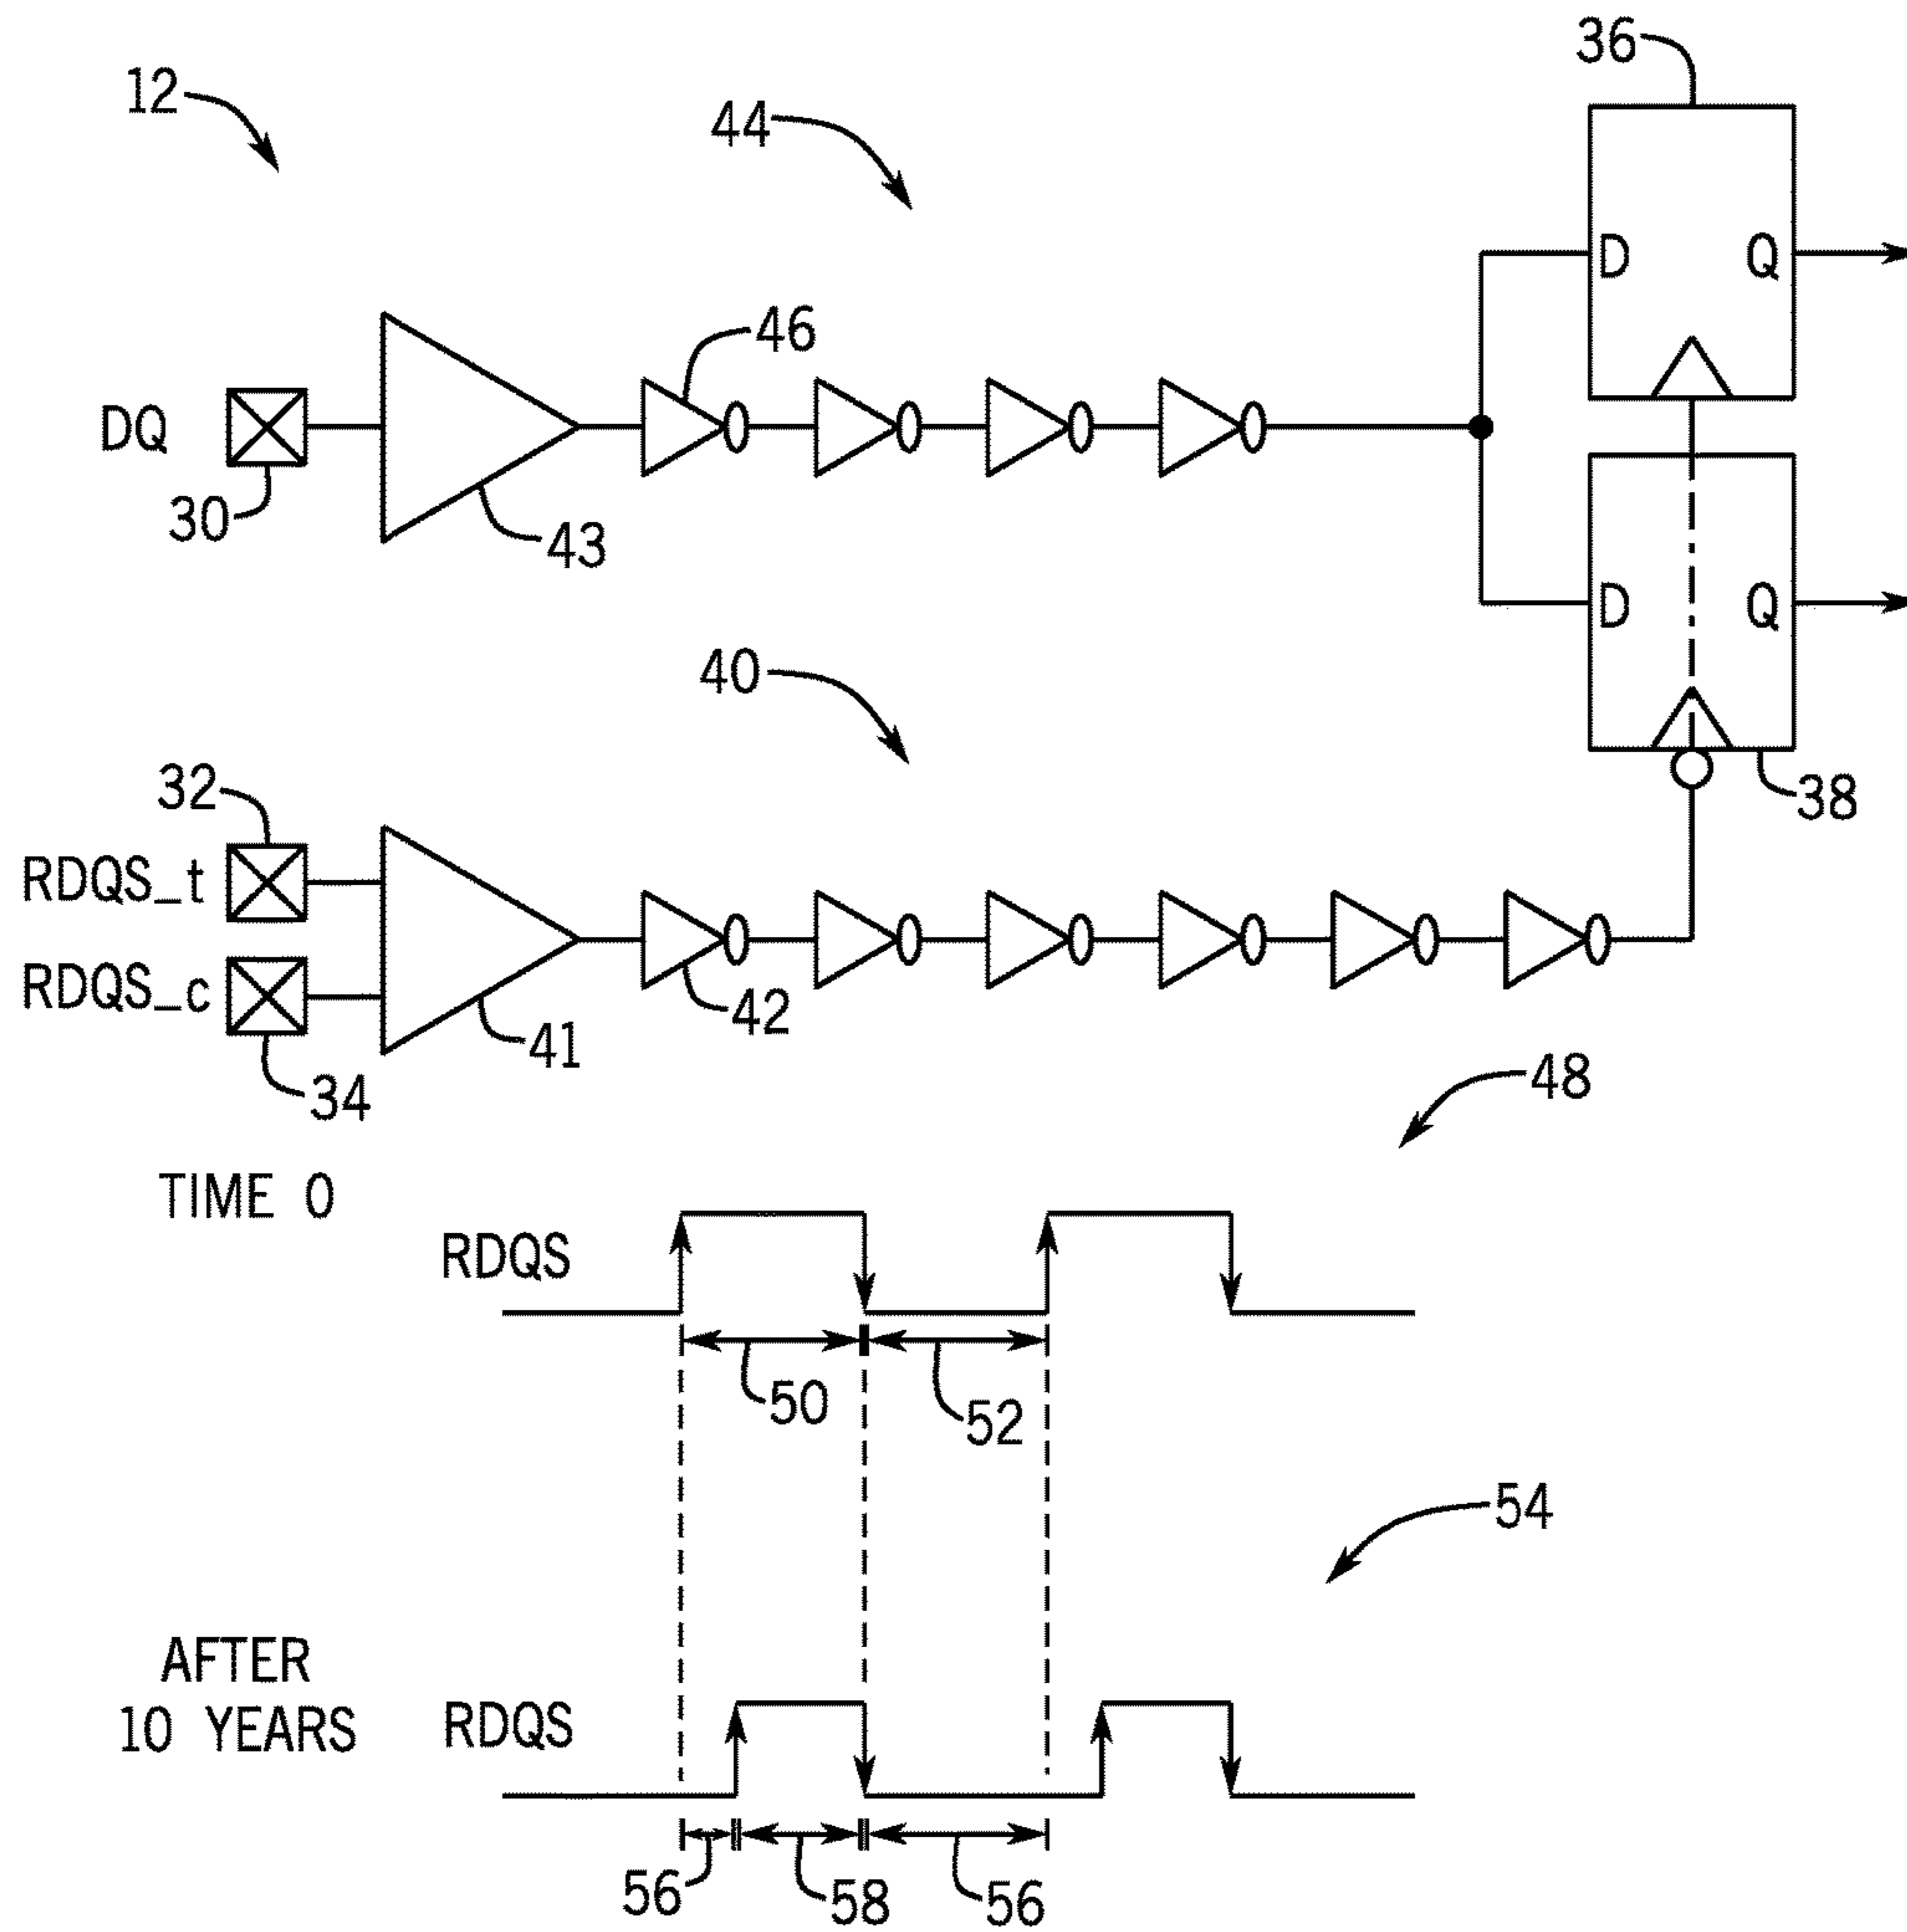 12
44
36
D Q
46
DQ
30
43
D Q
40
32
38
RDQS_t
RDQS_c
42
41
34
48
TIME 0
RDQS
50
52
54
AFTER
10 YEARS
RDQS
56
58
56